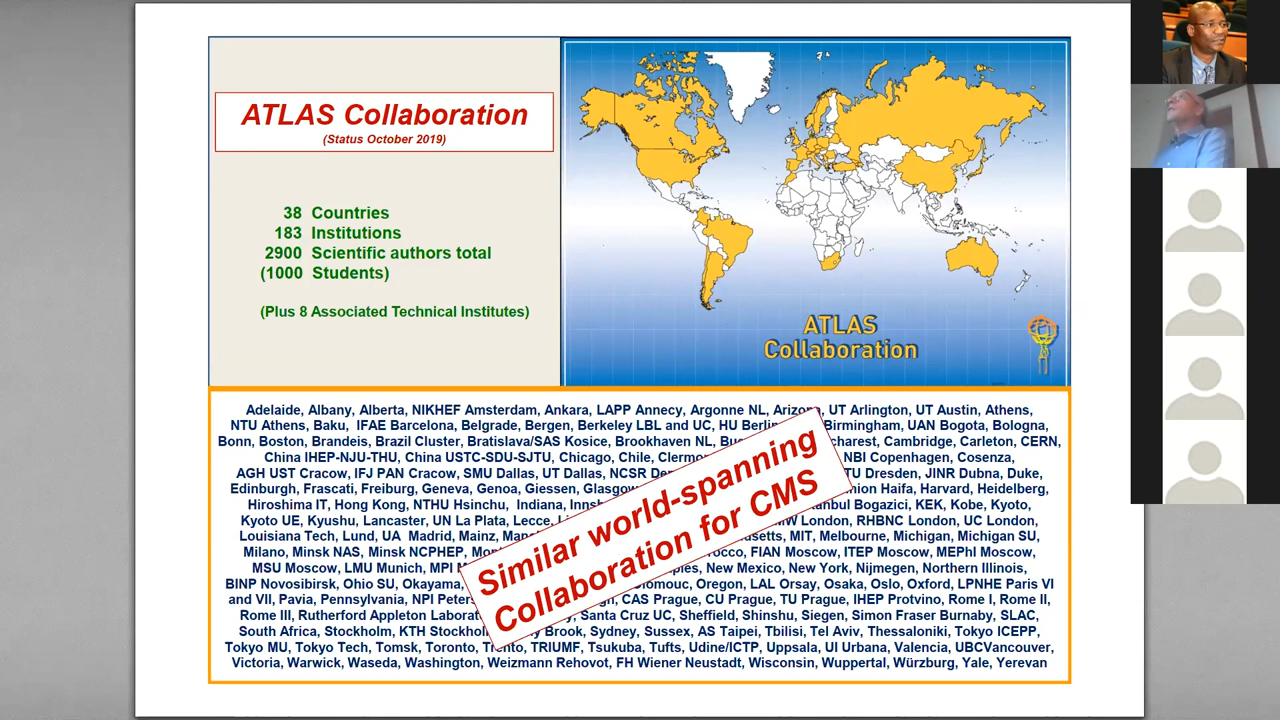 ATLAS Collaboration
(Status October 2019)
38 Countries
183 Institutions
2900 Scientific authors total
(1000 Students)
(Plus 8 Associated Technical Institutes)
ATLAS
Collaboration
Adelaide, Albany, Alberta, NIKHEF Amsterdam, Ankara, LAPP Annecy, Argonne NL, Arizona, UT Arlington, UT Austin, Athens,
NTU Athens, Baku, IFAE Barcelona, Belgrade, Bergen, Berkeley LBL and UC, HU Berlin, Birmingham, UAN Bogota, Bologna,
Bonn, Boston, Brandeis, Brazil Cluster, Bratislava/SAS Kosice, Brookhaven NL, Cambridge, Carleton, CERN,
China IHEP-NJU-THU, China USTC-SDU-SJTU, Chicago, Chile, NBI Copenhagen, Cosenza,
AGH UST Cracow, IFJ PAN Cracow, SMU Dallas, UT Dallas, NCSR TU Dresden, JINR Dubna, Duke,
Edinburgh, Frascati, Freiburg, Geneva, Genoa, Giessen, Glasgow Haifa, Harvard, Heidelberg,
Hiroshima IT, Hong Kong, NTHU Hsinchu, Indiana, Bogazici, KEK, Kobe, Kyoto,
Kyoto UE, Kyushu, Lancaster, UN La Plata, Lecce, London, RHBNC London, UC London,
Louisiana Tech, Lund, UA Madrid, Mainz, MIT, Melbourne, Michigan, Michigan SU,
Milano, Minsk NAS, Minsk NCPHEP, FIAN Moscow, ITEP Moscow, MEPhI Moscow,
MSU Moscow, LMU Munich, MPI New Mexico, New York, Nijmegen, Northern Illinois,
BINP Novosibirsk, Ohio SU, Okayama, Oregon, LAL Orsay, Osaka, Oslo, Oxford, LPNHE Paris VI
and VII, Pavia, Pennsylvania, NPI CAS Prague, CU Prague, TU Prague, IHEP Protvino, Rome I, Rome II,
Rome III, Rutherford Appleton Santa Cruz UC, Sheffield, Shinshu, Siegen, Simon Fraser Burnaby, SLAC,
South Africa, Stockholm, KTH Stockholm, Brook, Sydney, Sussex, AS Taipei, Tbilisi, Tel Aviv, Thessaloniki, Tokyo ICEPP,
Tokyo MU, Tokyo Tech, Tomsk, Toronto, Trento, TRIUMF, Tsukuba, Tufts, Udine/ICTP, Uppsala, UI Urbana, Valencia, UBCVancouver,
Victoria, Warwick, Waseda, Washington, Weizmann Rehovot, FH Wiener Neustadt, Wisconsin, Wuppertal, Würzburg, Yale, Yerevan
Similar world-spanning
Collaboration for CMS